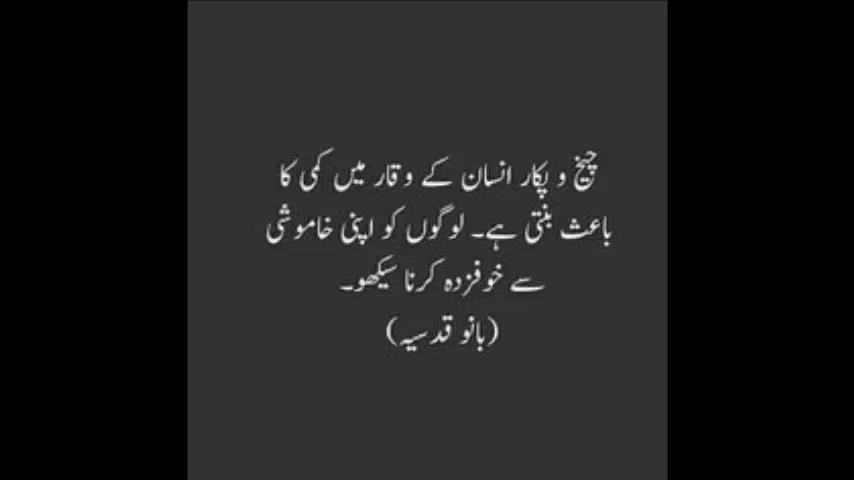 چیخ و پکار انسان کے وقار میں کمی کا
باعث بنتی ہے۔ لوگوں کو اپنی خاموشی
سے خوفزدہ کرنا سیکھو۔
(بانو قدسیہ)